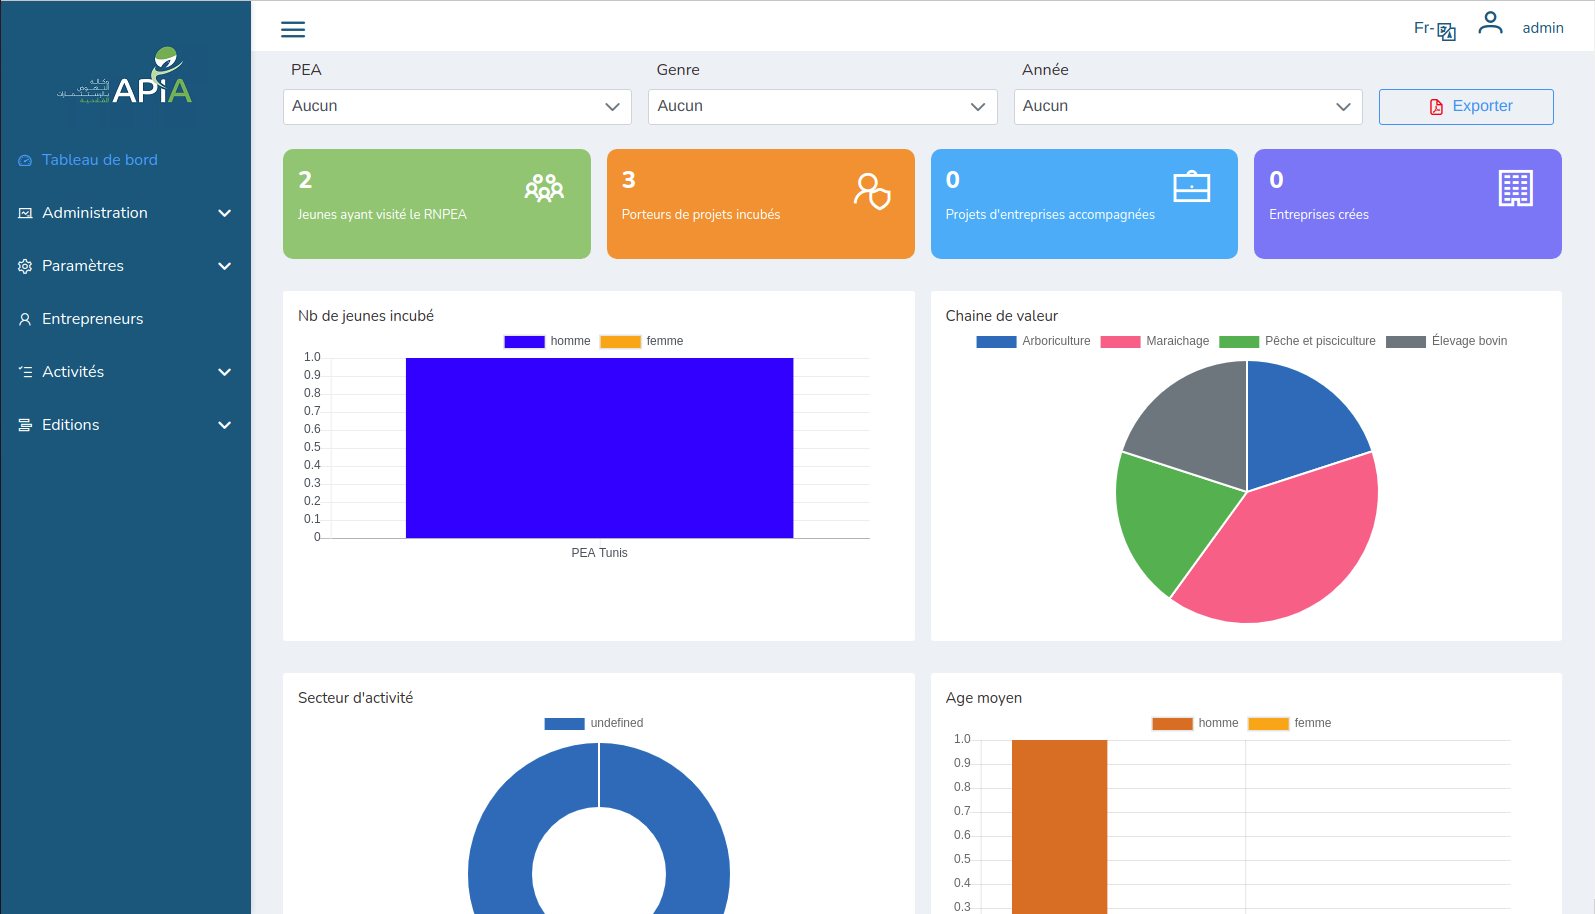 وكالة
النهوض
بالإستثمارات
الفلاحية
APiA
Fr-
admin
Tableau de bord
Administration
Paramètres
Entrepreneurs
Activités
Editions
PEA
Genre
Année
Aucun
Aucun
Aucun
Exporter
2
Jeunes ayant visité le RNPEA
3
Porteurs de projets incubés
0
Projets d'entreprises accompagnées
0
Entreprises crées
Nb de jeunes incubé
homme femme
1.0
0.9
0.8
0.7
0.6
0.5
0.4
0.3
0.2
0.1
0
PEA Tunis
Chaine de valeur
Arboriculture Maraichage Pêche et pisciculture Élevage bovin
Secteur d'activité
undefined
Age moyen
homme femme
1.0
0.9
0.8
0.7
0.6
0.5
0.4
0.3